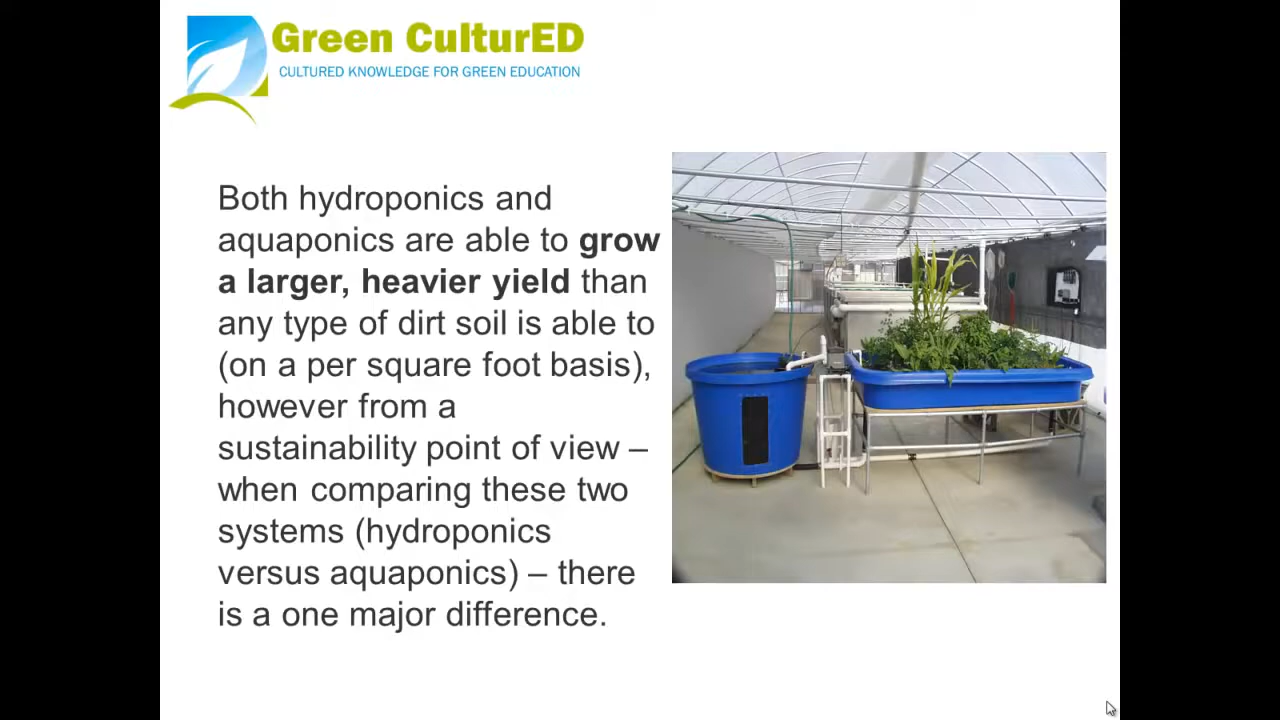 Green CulturED
CULTURED KNOWLEDGE FOR GREEN EDUCATION
Both hydroponics and
aquaponics are able to grow
a larger, heavier yield than
any type of dirt soil is able to
(on a per square foot basis),
however from a
sustainability point of view –
when comparing these two
systems (hydroponics
versus aquaponics) – there
is a one major difference.